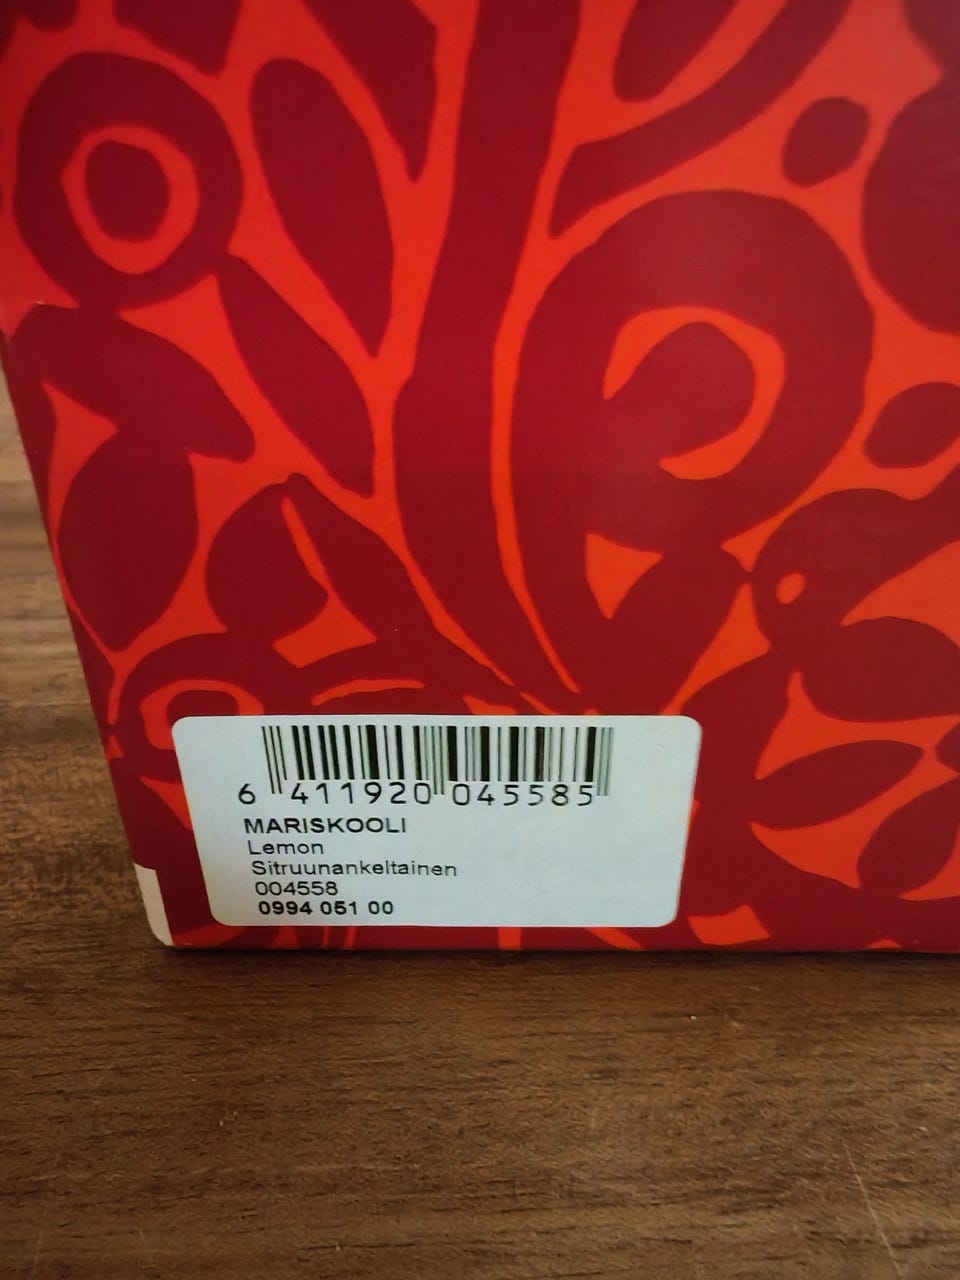 6 411920 045585
MARISKOOLI
Lemon
Sitruunankeltainen
004558
0994 051 00